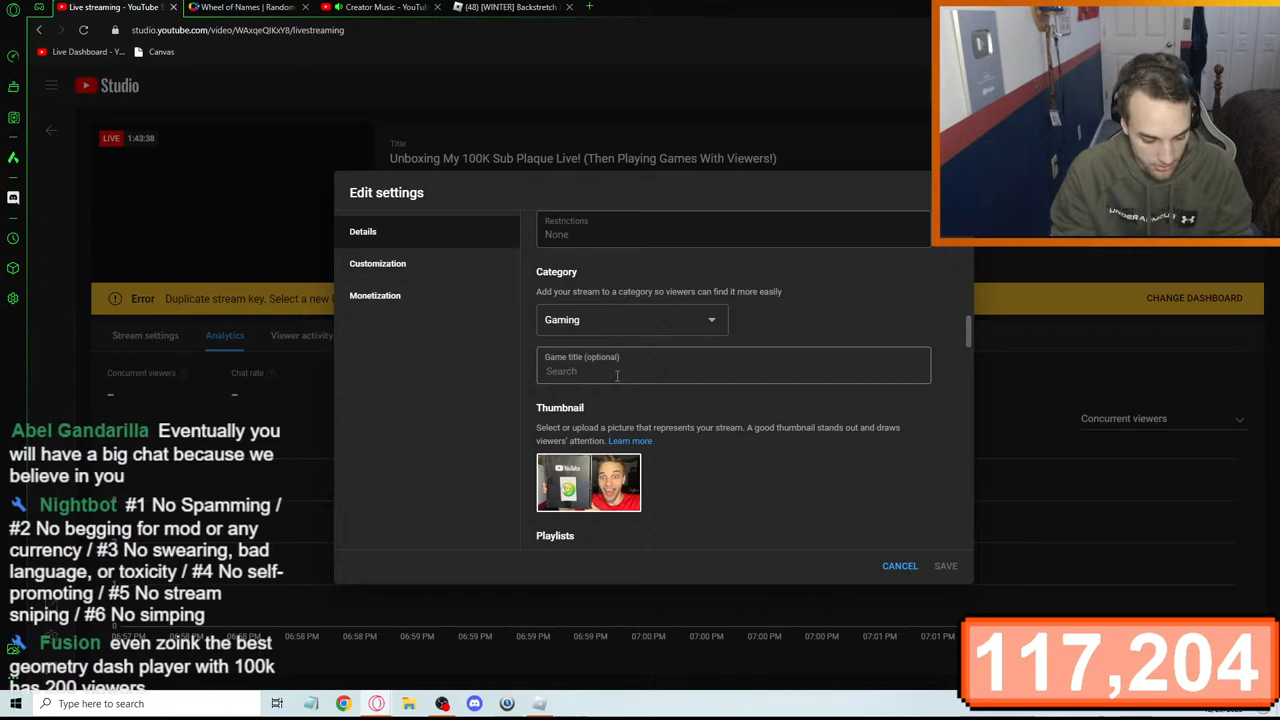 Live streaming - YouTube S
Wheel of Names | Random
Creator Music - YouTub
(48) [WINTER] Backstretch
studio.youtube.com/video/WAxqeQIKxY8/livestreaming
Live Dashboard - Y...
Canvas
Studio
LIVE 1:43:38
Title
Unboxing My 100K Sub Plaque Live! (Then Playing Games With Viewers!)
Edit settings
Details
Customization
Monetization
Restrictions
None
Category
Add your stream to a category so viewers can find it more easily
Gaming
Game title (optional)
Search
Thumbnail
Select or upload a picture that represents your stream. A good thumbnail stands out and draws
viewers' attention. Learn more
YouTube
Playlists
CANCEL
SAVE
Error Duplicate stream key. Select a new
CHANGE DASHBOARD
Stream settings
Analytics
Viewer activity
Concurrent viewers
Chat rate
Concurrent viewers
Abel Gandarilla Eventually you
will have a big chat because we
believe in you
Nightbot #1 No Spamming /
#2 No begging for mod or any
currency / #3 No swearing, bad
language, or toxicity / #4 No self-
promoting / #5 No stream
sniping / #6 No simping
Fusion even zoink the best
geometry dash player with 100k
has 200 viewers
06:57 PM 06:58 PM 06:58 PM 06:58 PM 06:59 PM 06:59 PM 06:59 PM 07:00 PM 07:00 PM 07:00 PM 07:01 PM 07:01 PM
UNDER ARMOUR
117,204
Type here to search